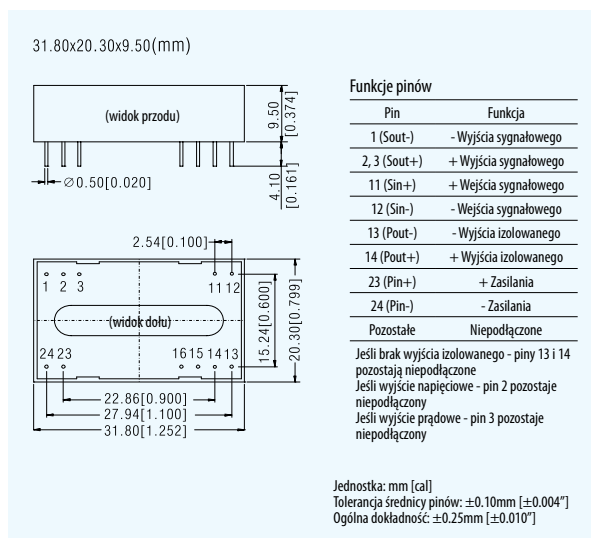 31.80x20.30x9.50(mm)
(widok przodu)
9.50
[0.374]
4.10
[0.161]
∅0.50[0.020]
2.54[0.100]
1 2 3
11 12
(widok dołu)
24 23
16 15 14 13
15.24[0.600]
20.30[0.799]
22.86[0.900]
27.94[1.100]
31.80[1.252]
Funkcje pinów
Pin Funkcja
1 (Sout-) - Wyjścia sygnałowego
2, 3 (Sout+) + Wyjścia sygnałowego
11 (Sin+) + Wejścia sygnałowego
12 (Sin-) - Wejścia sygnałowego
13 (Pout-) - Wyjścia izolowanego
14 (Pout+) + Wyjścia izolowanego
23 (Pin+) + Zasilania
24 (Pin-) - Zasilania
Pozostałe Niepodłączone
Jeśli brak wyjścia izolowanego - piny 13 i 14
pozostają niepodłączone
Jeśli wyjście napięciowe - pin 2 pozostaje
niepodłączony
Jeśli wyjście prądowe - pin 3 pozostaje
niepodłączony
Jednostka: mm [cal]
Tolerancja średnicy pinów: ±0.10mm [±0.004”]
Ogólna dokładność: ±0.25mm [±0.010”]